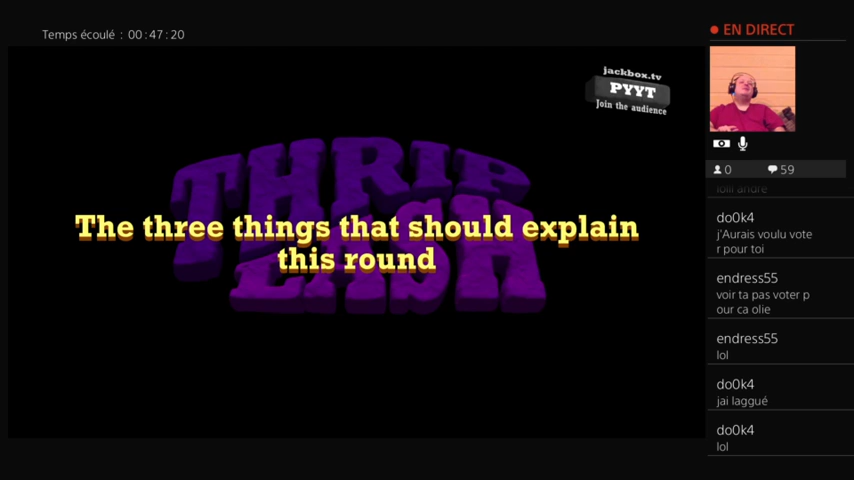 Temps écoulé : 00:47:20
EN DIRECT
jackbox.tv
PYYT
Join the audience
THRIP
LASH
The three things that should explain
this round
0
59
lolli andre
do0k4
j'Aurais voulu vote
r pour toi
endress55
voir ta pas voter p
our ca olie
endress55
lol
do0k4
jai laggué
do0k4
lol